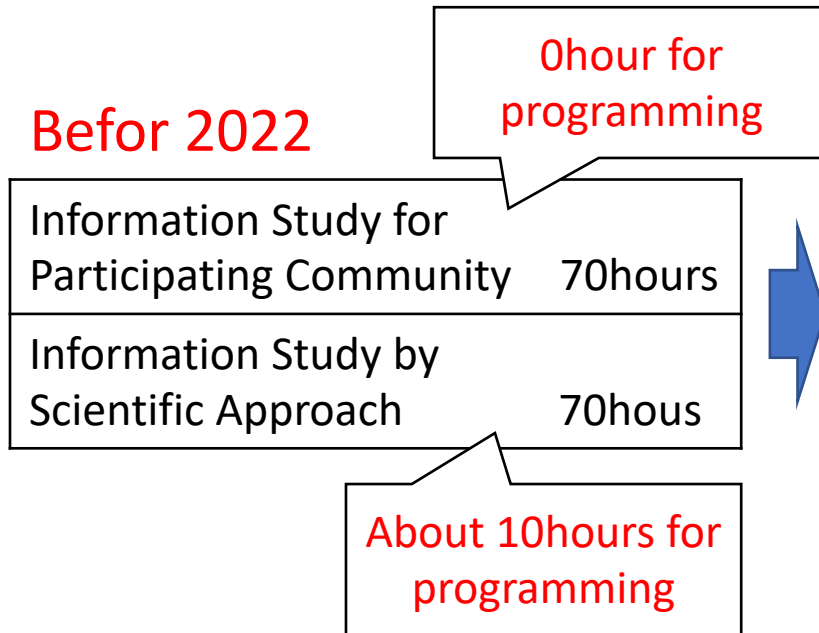 0hour for
programming
Befor 2022
Information Study for
Participating Community 70hours
Information Study by
Scientific Approach 70hous
About 10hours for
programming